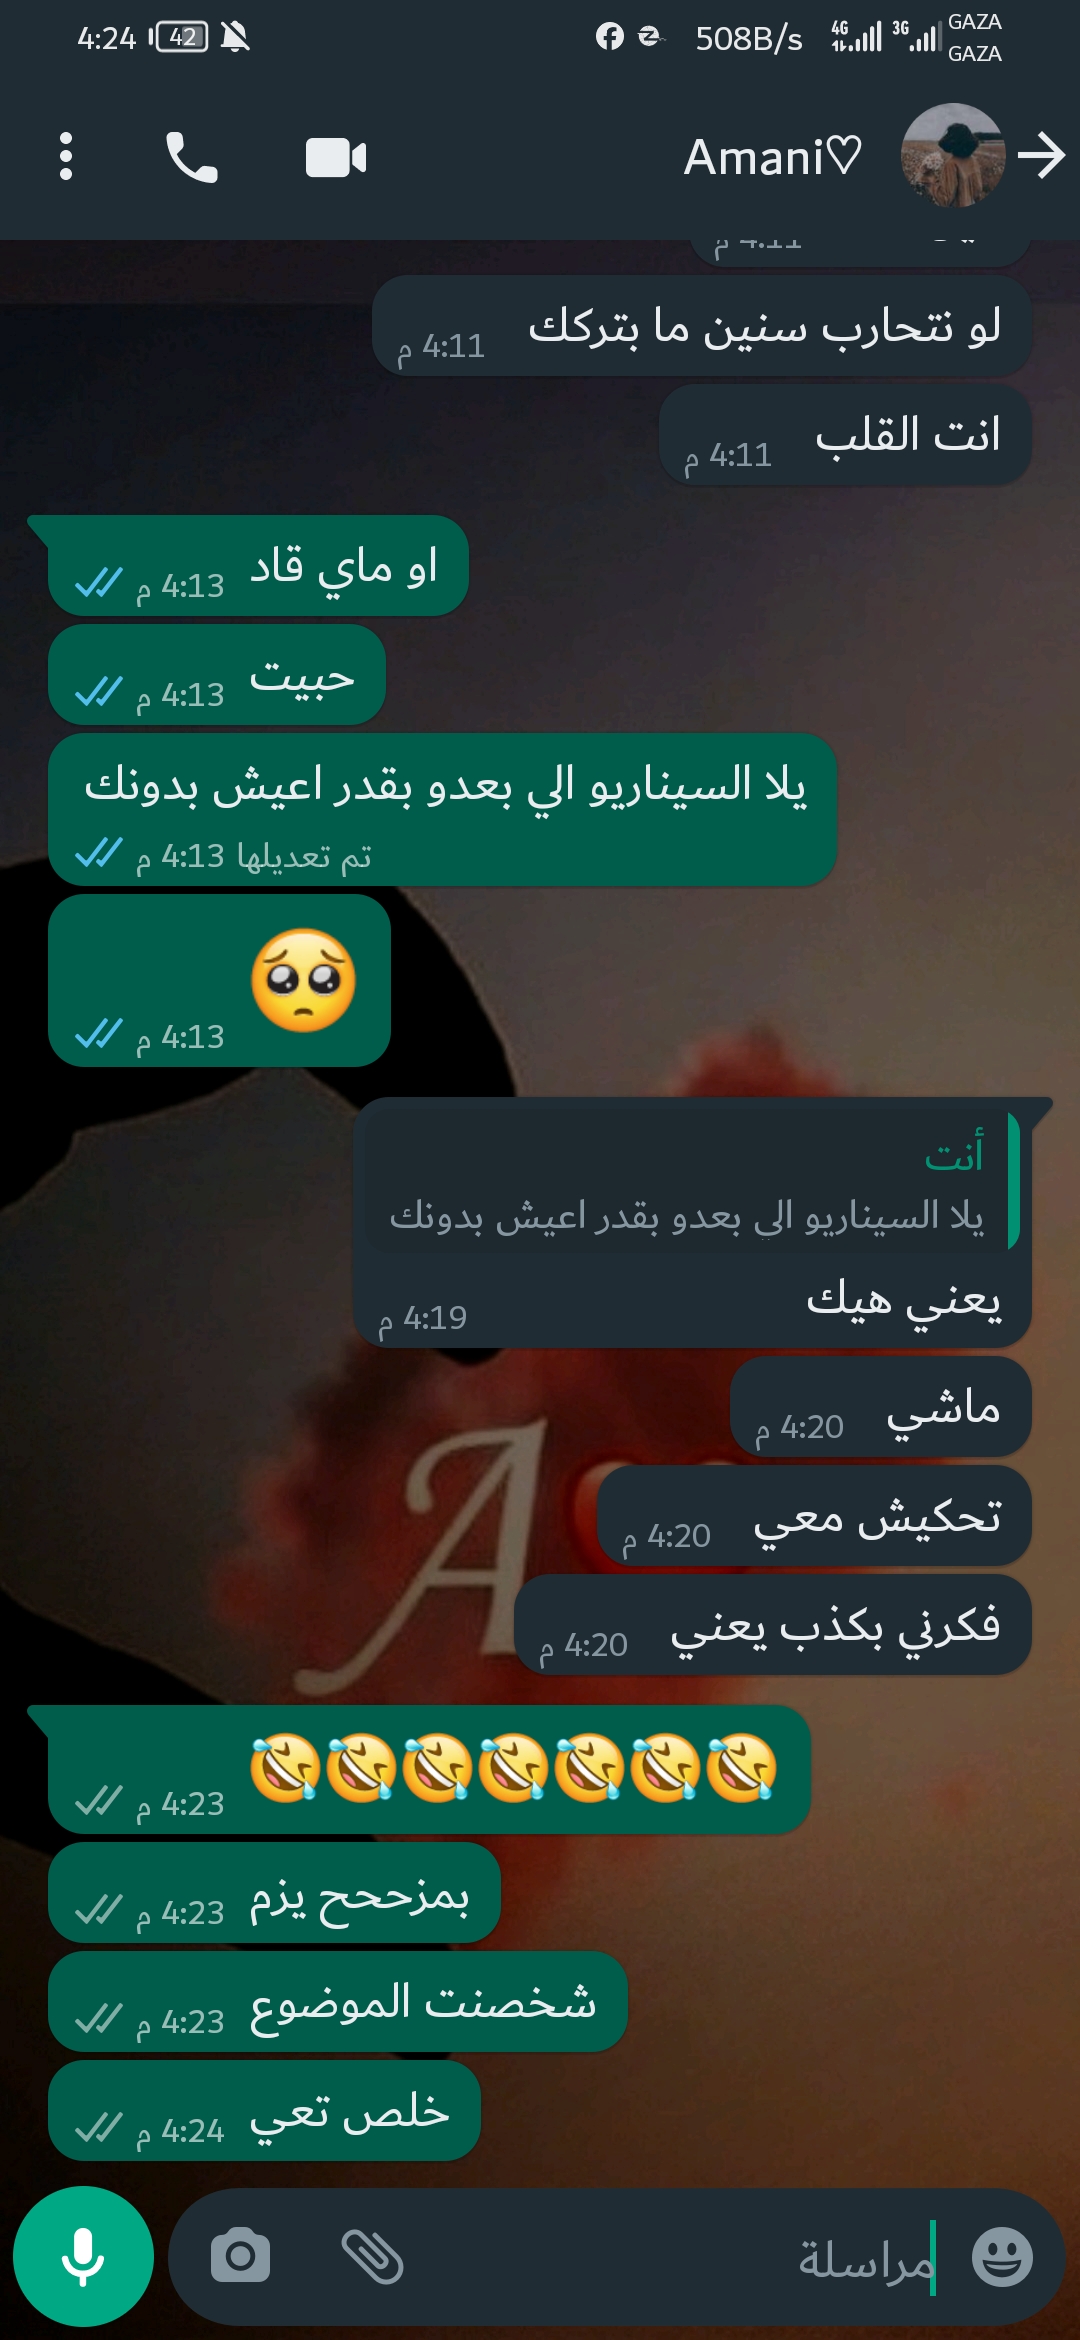 4:24
42
508B/s
4G
3G
GAZA
GAZA
Amani♡
4:11 م
لو نتحارب سنين ما بتركك
4:11 م
انت القلب
4:11 م
او ماي قاد
4:13 م
حبيت
4:13 م
يلا السيناريو الي بعدو بقدر اعيش بدونك
تم تعديلها 4:13 م
🥺
4:13 م
أنت
يلا السيناريو الي بعدو بقدر اعيش بدونك
يعني هيك
4:19 م
ماشي
4:20 م
تحكيش معي
4:20 م
فكرني بكذب يعني
4:20 م
🤣🤣🤣🤣🤣🤣🤣
4:23 م
بمزححح يزم
4:23 م
شخصنت الموضوع
4:23 م
خلص تعي
4:24 م
A
مراسلة